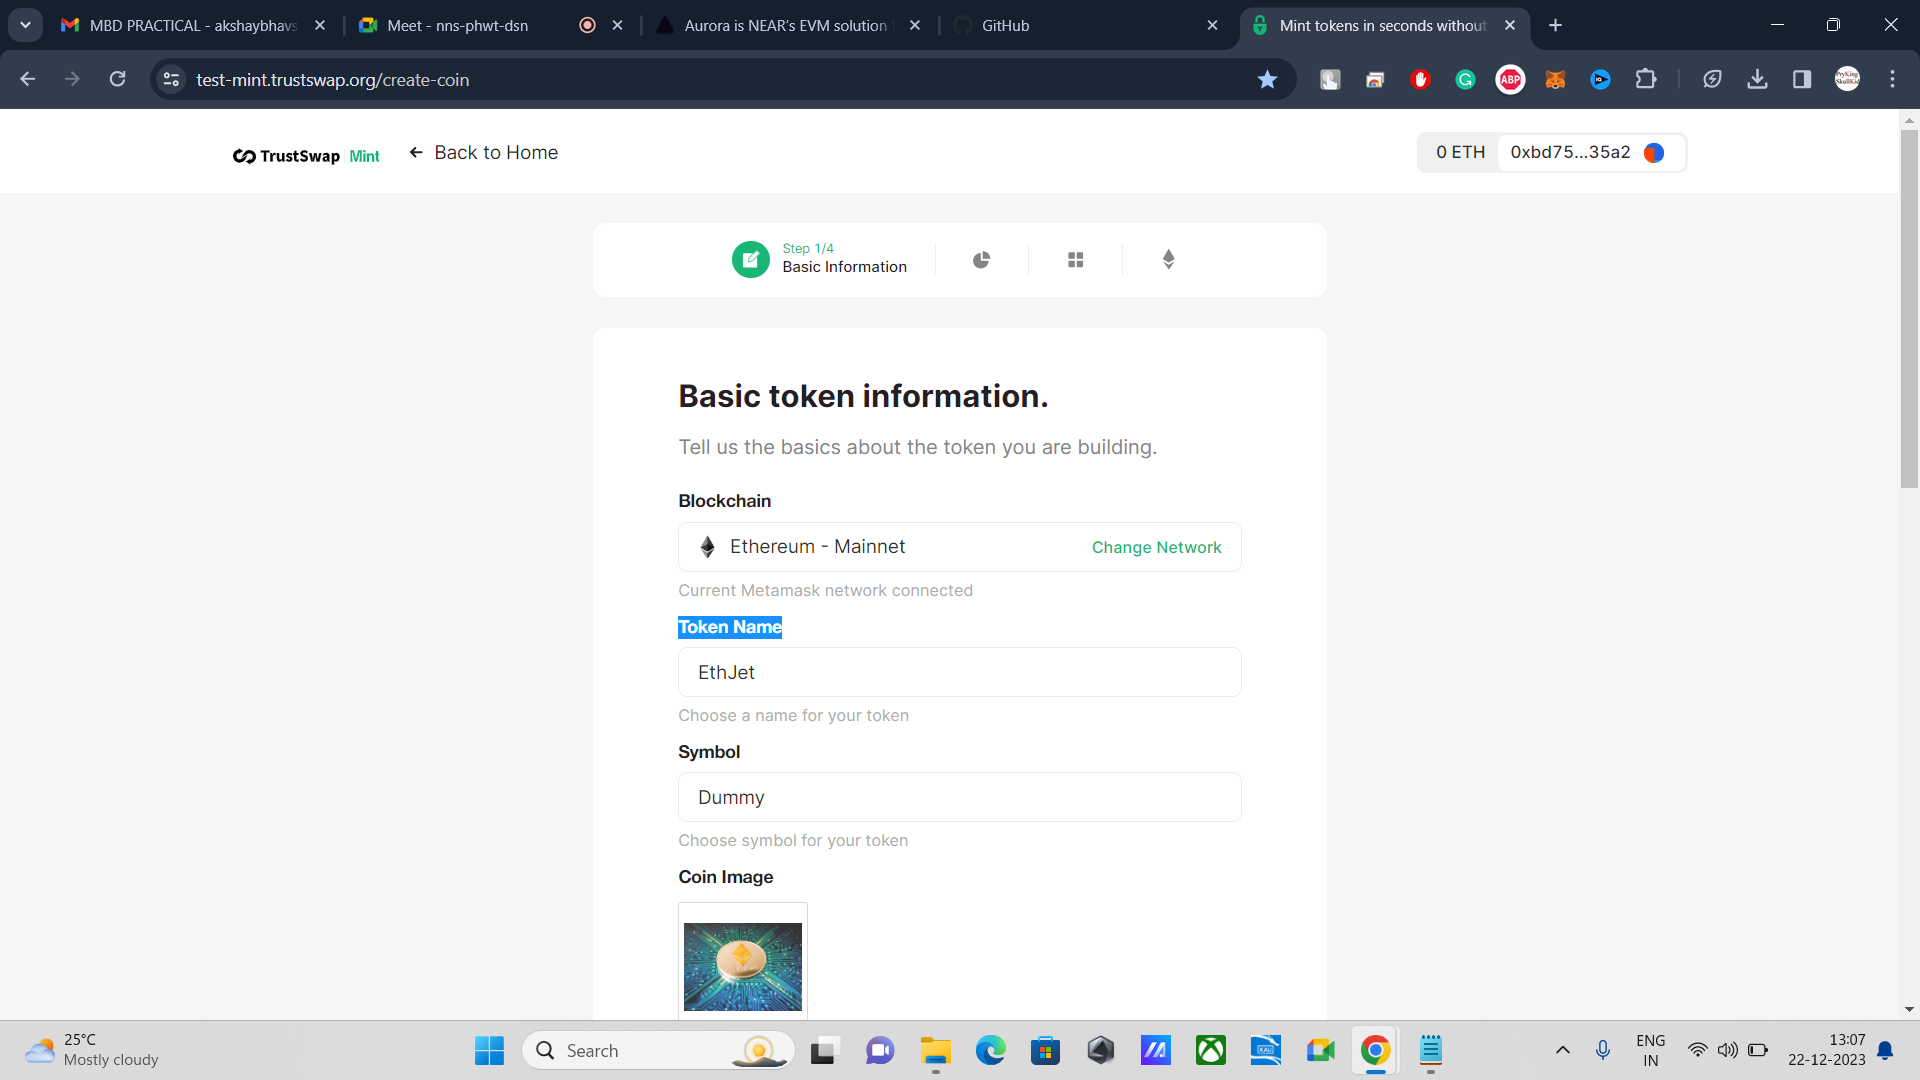 MBD PRACTICAL - akshaybhavs
Meet - nns-phwt-dsn
Aurora is NEAR's EVM solution
GitHub
Mint tokens in seconds without
test-mint.trustswap.org/create-coin
ABP
TrustSwap Mint
Back to Home
0 ETH
0xbd75...35a2
Step 1/4
Basic Information
Basic token information.
Tell us the basics about the token you are building.
Blockchain
Ethereum - Mainnet
Change Network
Current Metamask network connected
Token Name
EthJet
Choose a name for your token
Symbol
Dummy
Choose symbol for your token
Coin Image
25°C
Mostly cloudy
Search
ENG
IN
13:07
22-12-2023